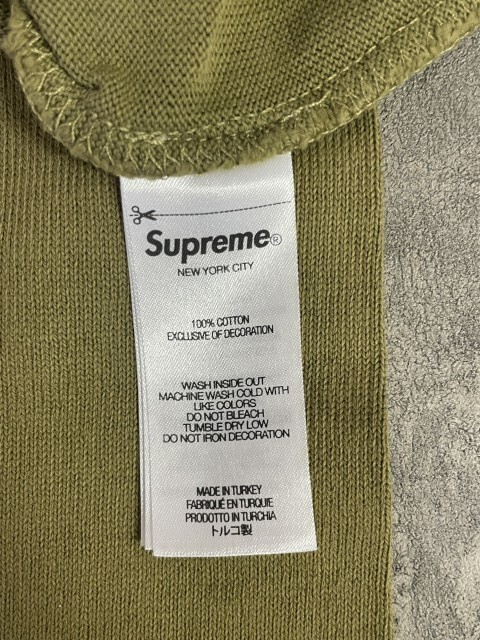 Supreme®
NEW YORK CITY
100% COTTON
EXCLUSIVE OF DECORATION
WASH INSIDE OUT
MACHINE WASH COLD WITH
LIKE COLORS
DO NOT BLEACH
TUMBLE DRY LOW
DO NOT IRON DECORATION
MADE IN TURKEY
FABRIQUÉ EN TURQUIE
PRODOTTO IN TURCHIA
トルコ製